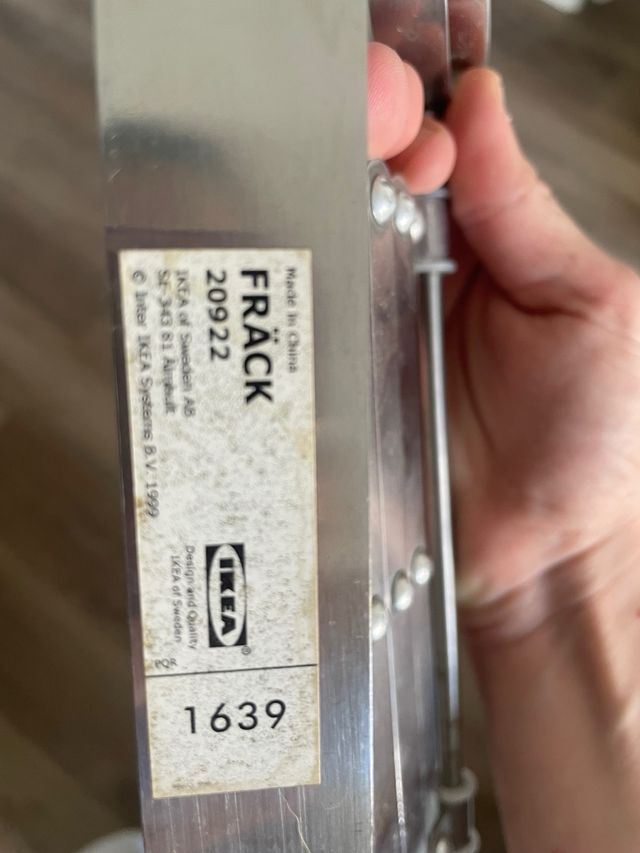 Made in China
FRÄCK
20922
IKEA of Sweden AB
SE-343 81 Älmhult
© Inter IKEA Systems B.V. 1999
IKEA®
Design and Quality
IKEA of Sweden
PQR
1639